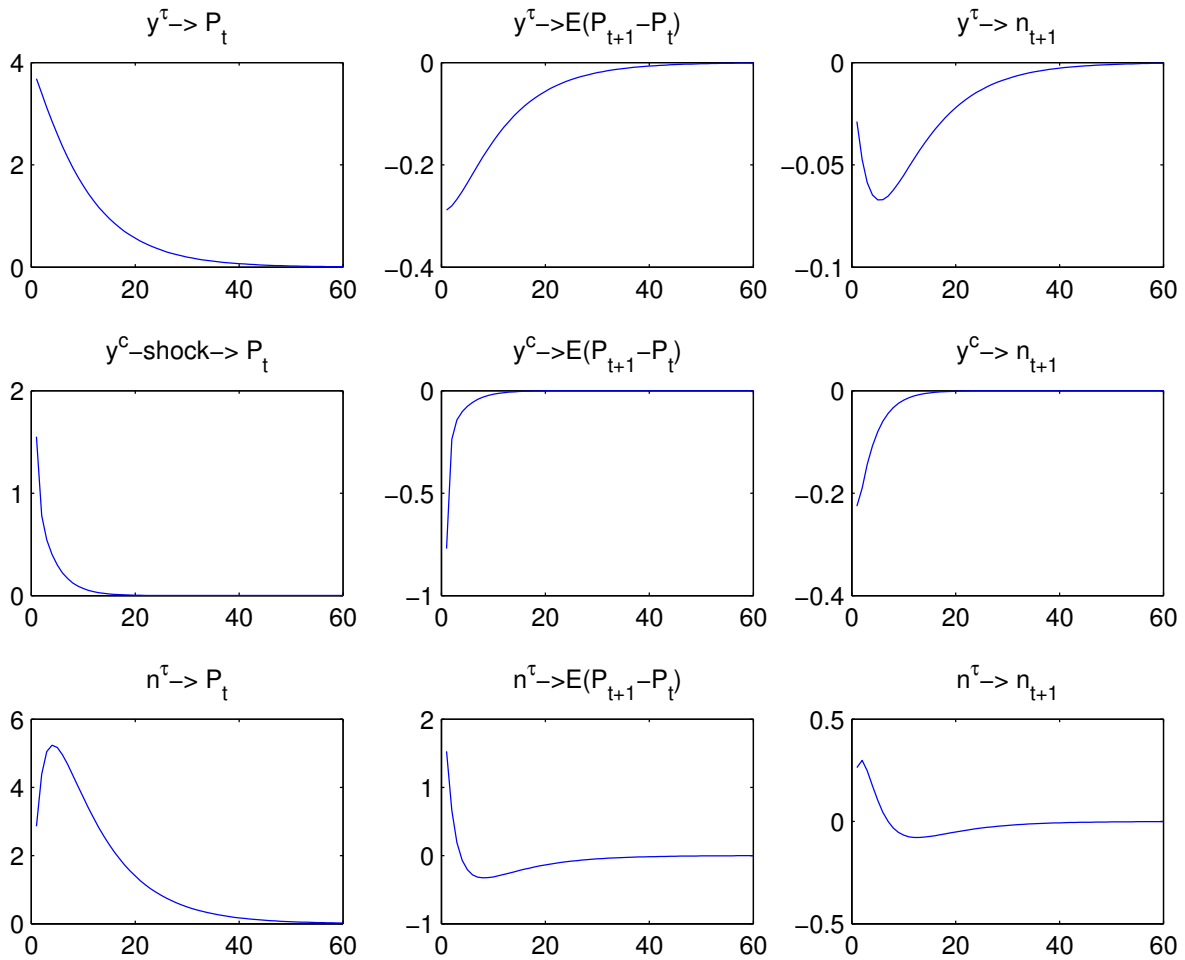 y^τ−> P_t
y^τ−>E(P_{t+1}−P_t)
y^τ−> n_{t+1}
4
2
0
0 20 40 60
0
−0.2
−0.4
0 20 40 60
0
−0.05
−0.1
0 20 40 60
y^c−shock−> P_t
y^c−>E(P_{t+1}−P_t)
y^c−> n_{t+1}
2
1
0
0 20 40 60
0
−0.5
−1
0 20 40 60
0
−0.2
−0.4
0 20 40 60
n^τ−> P_t
n^τ−>E(P_{t+1}−P_t)
n^τ−> n_{t+1}
6
4
2
0
0 20 40 60
2
1
0
−1
0 20 40 60
0.5
0
−0.5
0 20 40 60